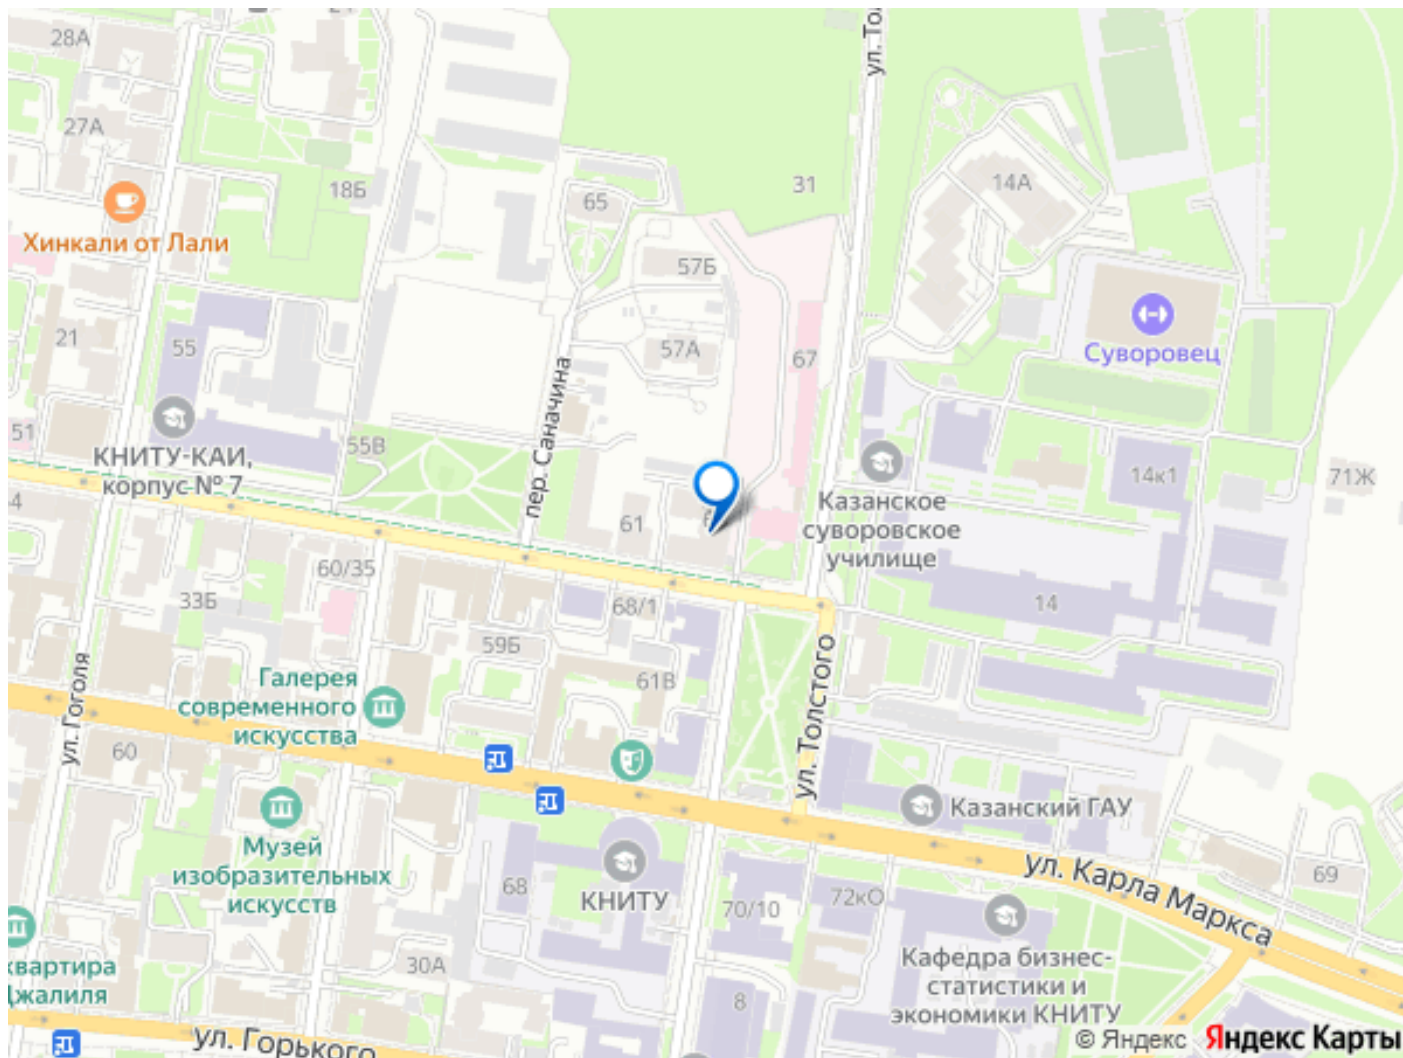 28А
ул. То
27А
18Б
65
31
14А
Хинкали от Лали
57Б
21
55
57А
67
Суворовец
пер. Саначина
51
КНИТУ-КАИ,
корпус № 7
55В
14к1
71Ж
Казанское
суворовское
училище
61
60/35
33Б
68/1
14
59Б
61В
ул. Гоголя
ул. Толстого
Галерея
современного
искусства
60
Казанский ГАУ
Музей
изобразительных
искусств
68
КНИТУ
70/10
72кО
ул. Карла Маркса
69
квартира
Джалиля
30А
8
Кафедра бизнес-
статистики и
экономики КНИТУ
ул. Горького
© Яндекс Яндекс Карты